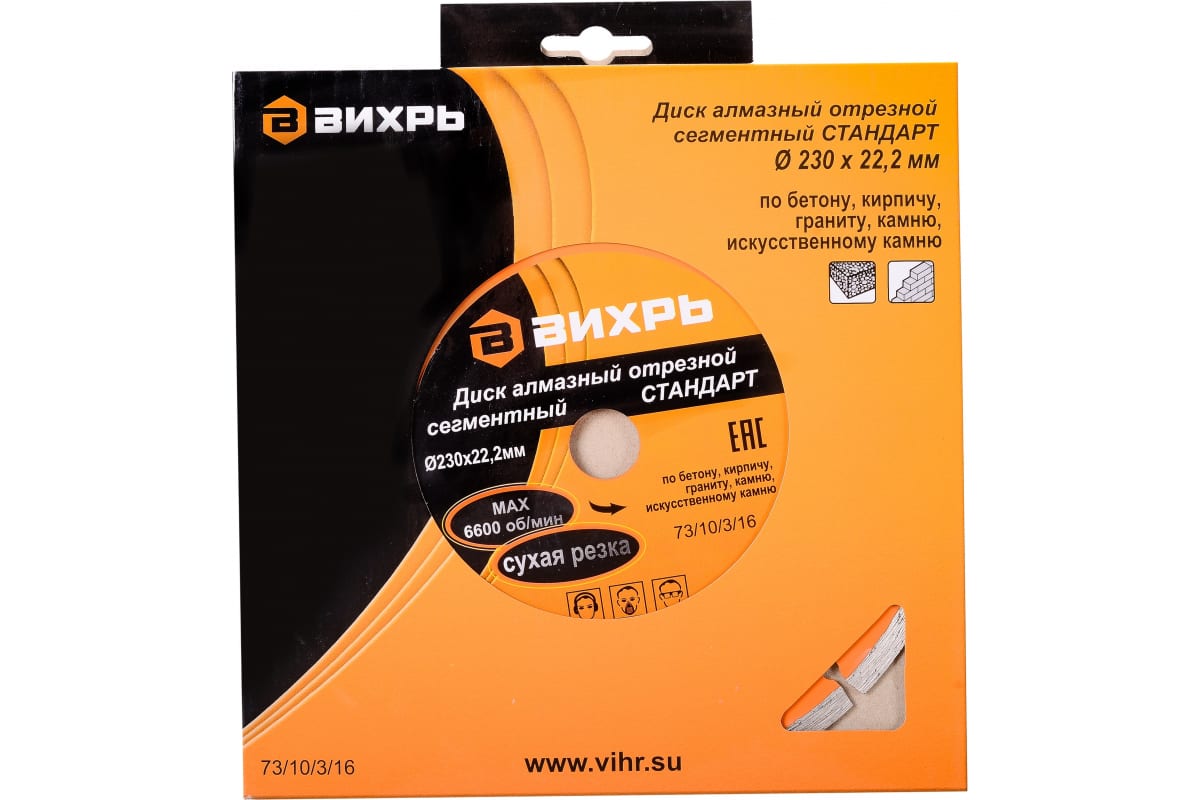 ВИХРЬ
Диск алмазный отрезной
сегментный СТАНДАРТ
Ø 230 х 22,2 мм
по бетону, кирпичу,
граниту, камню,
искусственному камню
В ВИХРЬ
Диск алмазный отрезной
сегментный СТАНДАРТ
Ø230х22,2мм
EAC
по бетону, кирпичу,
граниту, камню,
искусственному камню
MAX
6600 об/мин
сухая резка
73/10/3/16
73/10/3/16
www.vihr.su